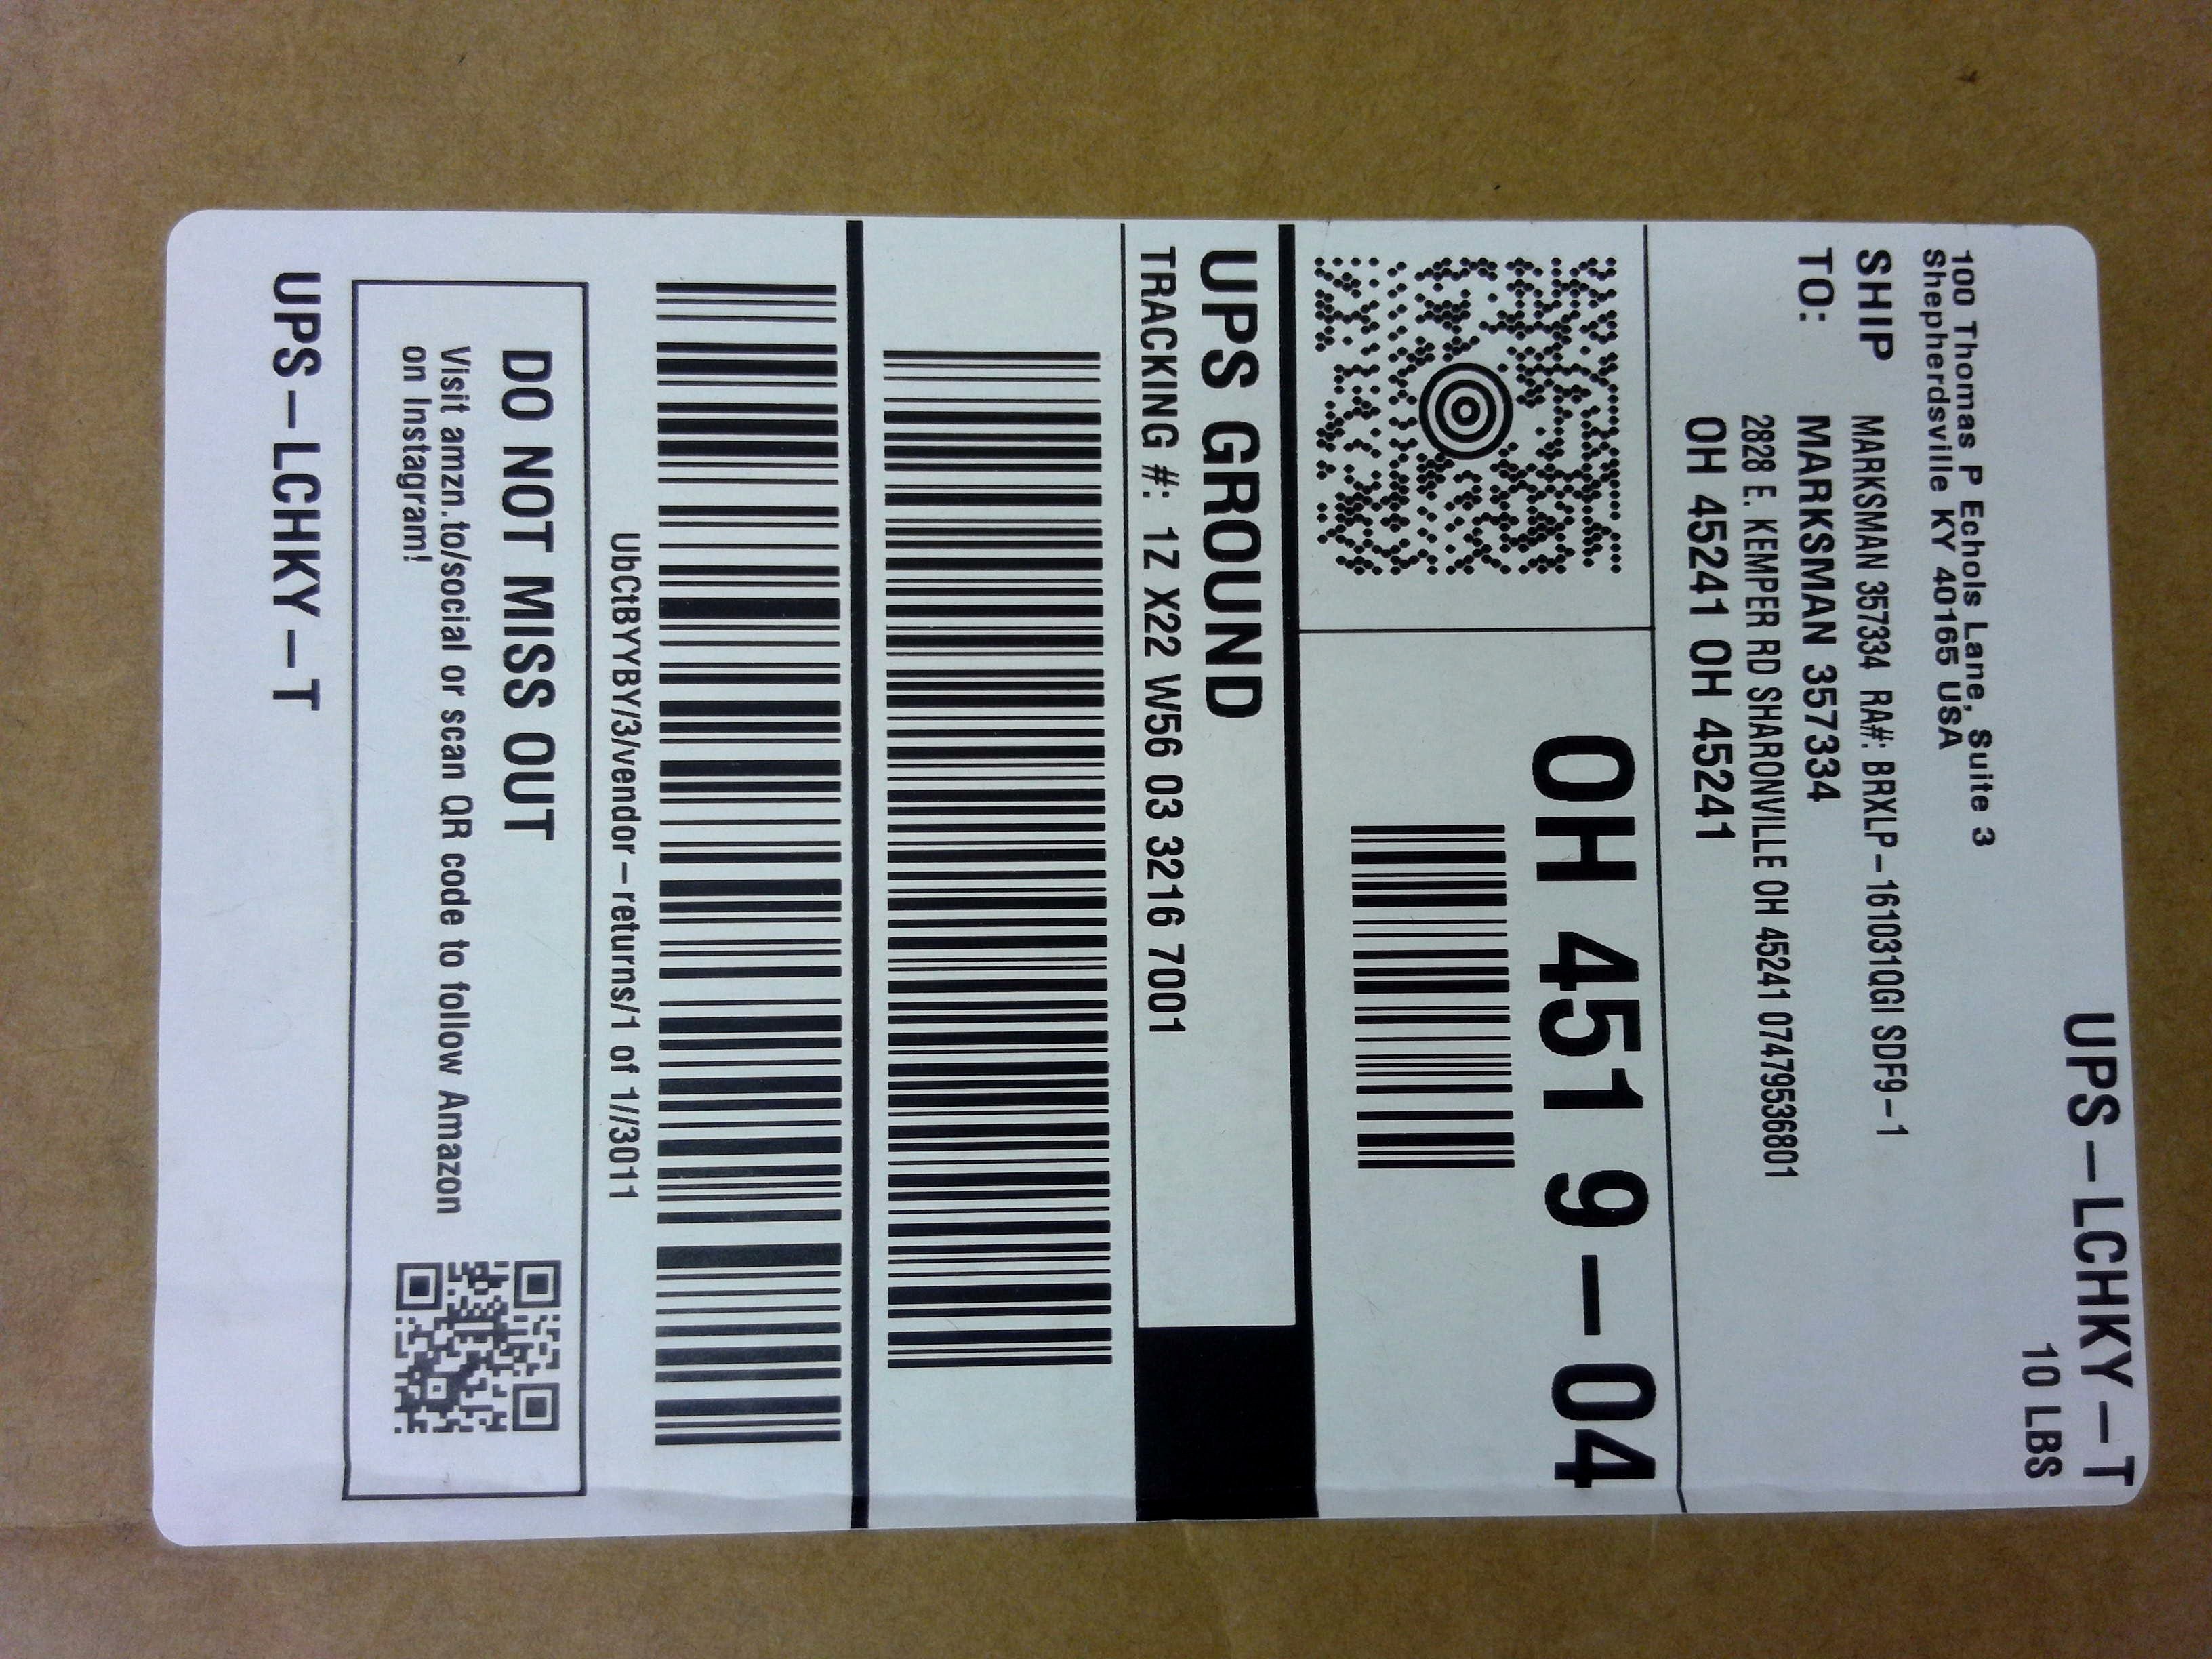 UPS-LCHKY-T
10 LBS
100 Thomas P Echols Lane, Suite 3
Shepherdsville KY 40165 USA
SHIP
TO:
MARKSMAN 357334 RA#: BRXLP-161031QGI SDF9-1
MARKSMAN 357334
2828 E. KEMPER RD SHARONVILLE OH 45241 07479536801
OH 45241 OH 45241
OH 451 9-04
UPS GROUND
TRACKING #: 1Z X22 W56 03 3216 7001
UbCtBYYBY/3/vendor-returns/1 of 1//3011
DO NOT MISS OUT
Visit amzn.to/social or scan QR code to follow Amazon
on Instagram!
UPS-LCHKY-T